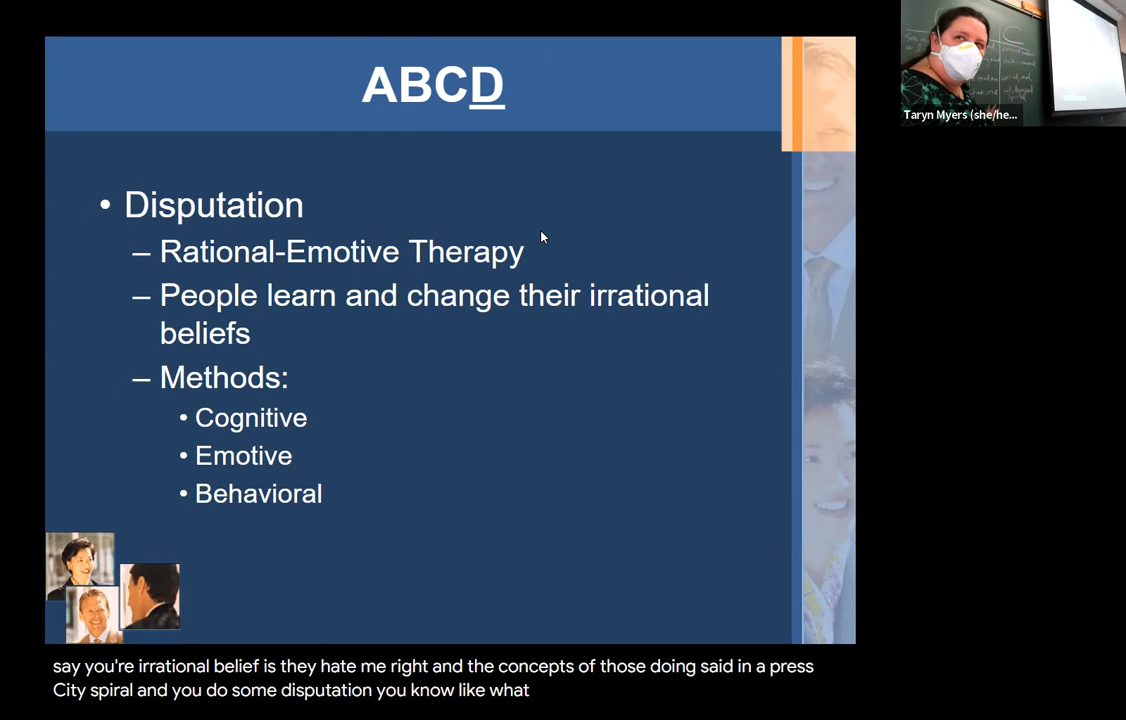 ABCD
• Disputation
– Rational-Emotive Therapy
– People learn and change their irrational
beliefs
– Methods:
• Cognitive
• Emotive
• Behavioral
Taryn Myers (she/he...
C
say you're irrational belief is they hate me right and the concepts of those doing said in a press
City spiral and you do some disputation you know like what